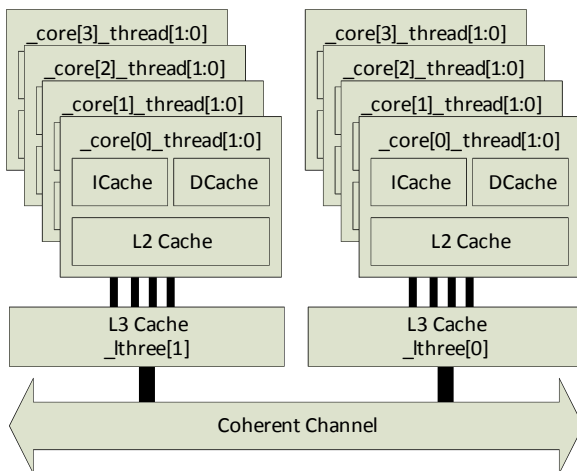 _core[3]_thread[1:0]
_core[2]_thread[1:0]
_core[1]_thread[1:0]
_core[0]_thread[1:0]
ICache
DCache
L2 Cache
L3 Cache
_lthree[1]
_core[3]_thread[1:0]
_core[2]_thread[1:0]
_core[1]_thread[1:0]
_core[0]_thread[1:0]
ICache
DCache
L2 Cache
L3 Cache
_lthree[0]
Coherent Channel